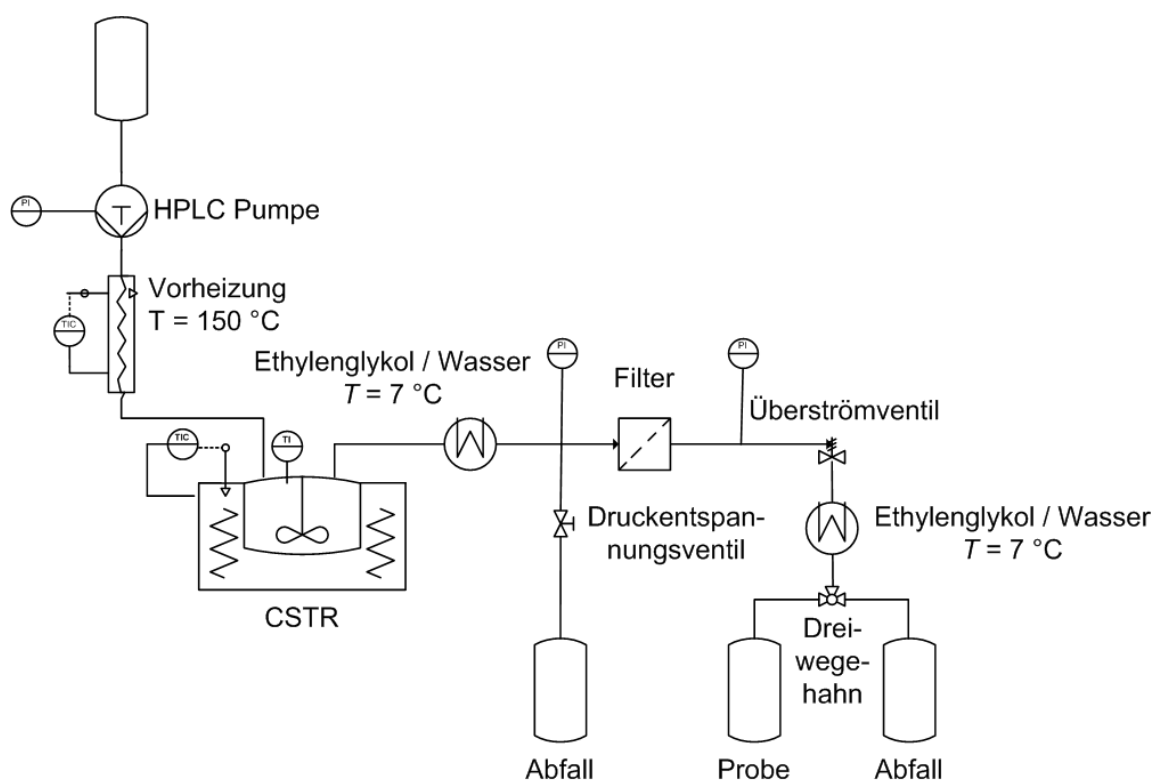 PI
HPLC Pumpe
Vorheizung
T = 150 °C
TIC
Ethylenglykol / Wasser
T = 7 °C
PI
Filter
PI
Überströmventil
TIC
TI
CSTR
Druckentspan-
nungsventil
Ethylenglykol / Wasser
T = 7 °C
Drei-
wege-
hahn
Abfall
Probe
Abfall